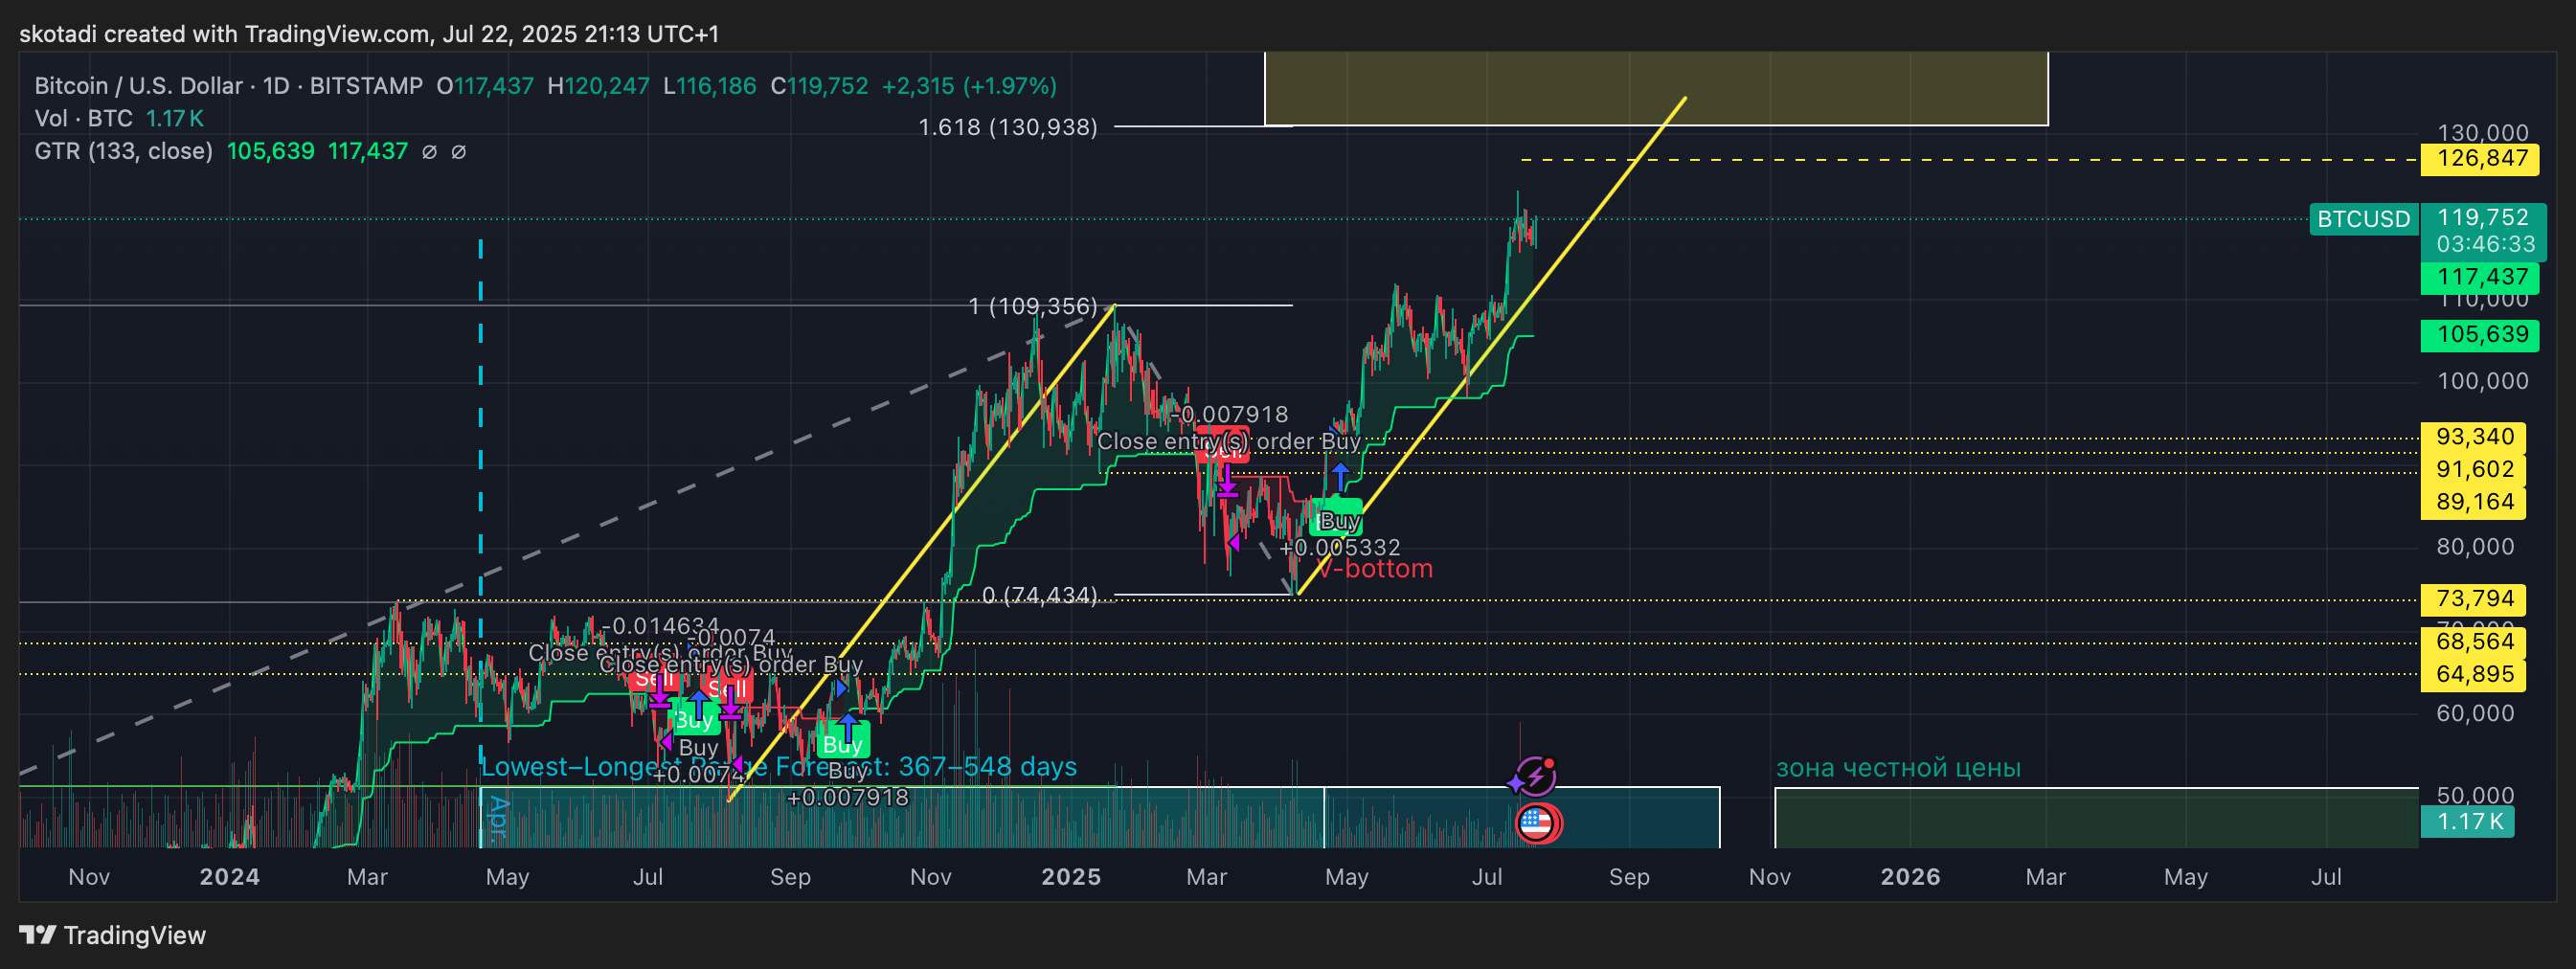 skotadi created with TradingView.com, Jul 22, 2025 21:13 UTC+1
Bitcoin / U.S. Dollar · 1D · BITSTAMP O117,437 H120,247 L116,186 C119,752 +2,315 (+1.97%)
Vol · BTC 1.17 K
GTR (133, close) 105,639 117,437 ∅ ∅
1.618 (130,938)
130,000
126,847
BTCUSD 119,752
03:46:33
117,437
110,000
1 (109,356)
105,639
100,000
-0.007918
Close entry(s) order Buy
Sell
93,340
91,602
89,164
Buy
+0.005332
V-bottom
80,000
0 (74,434)
73,794
70,000
-0.014634
-0.0074
Close entry(s) order Buy
Close entry(s) order Buy
68,564
64,895
Sell
Sell
Buy
Buy
60,000
Buy
Buy
Lowest–Longest Range Forecast: 367–548 days
+0.0074
+0.007918
зона честной цены
50,000
Apr.
1.17 K
Nov 2024 Mar May Jul Sep Nov 2025 Mar May Jul Sep Nov 2026 Mar May Jul
TradingView